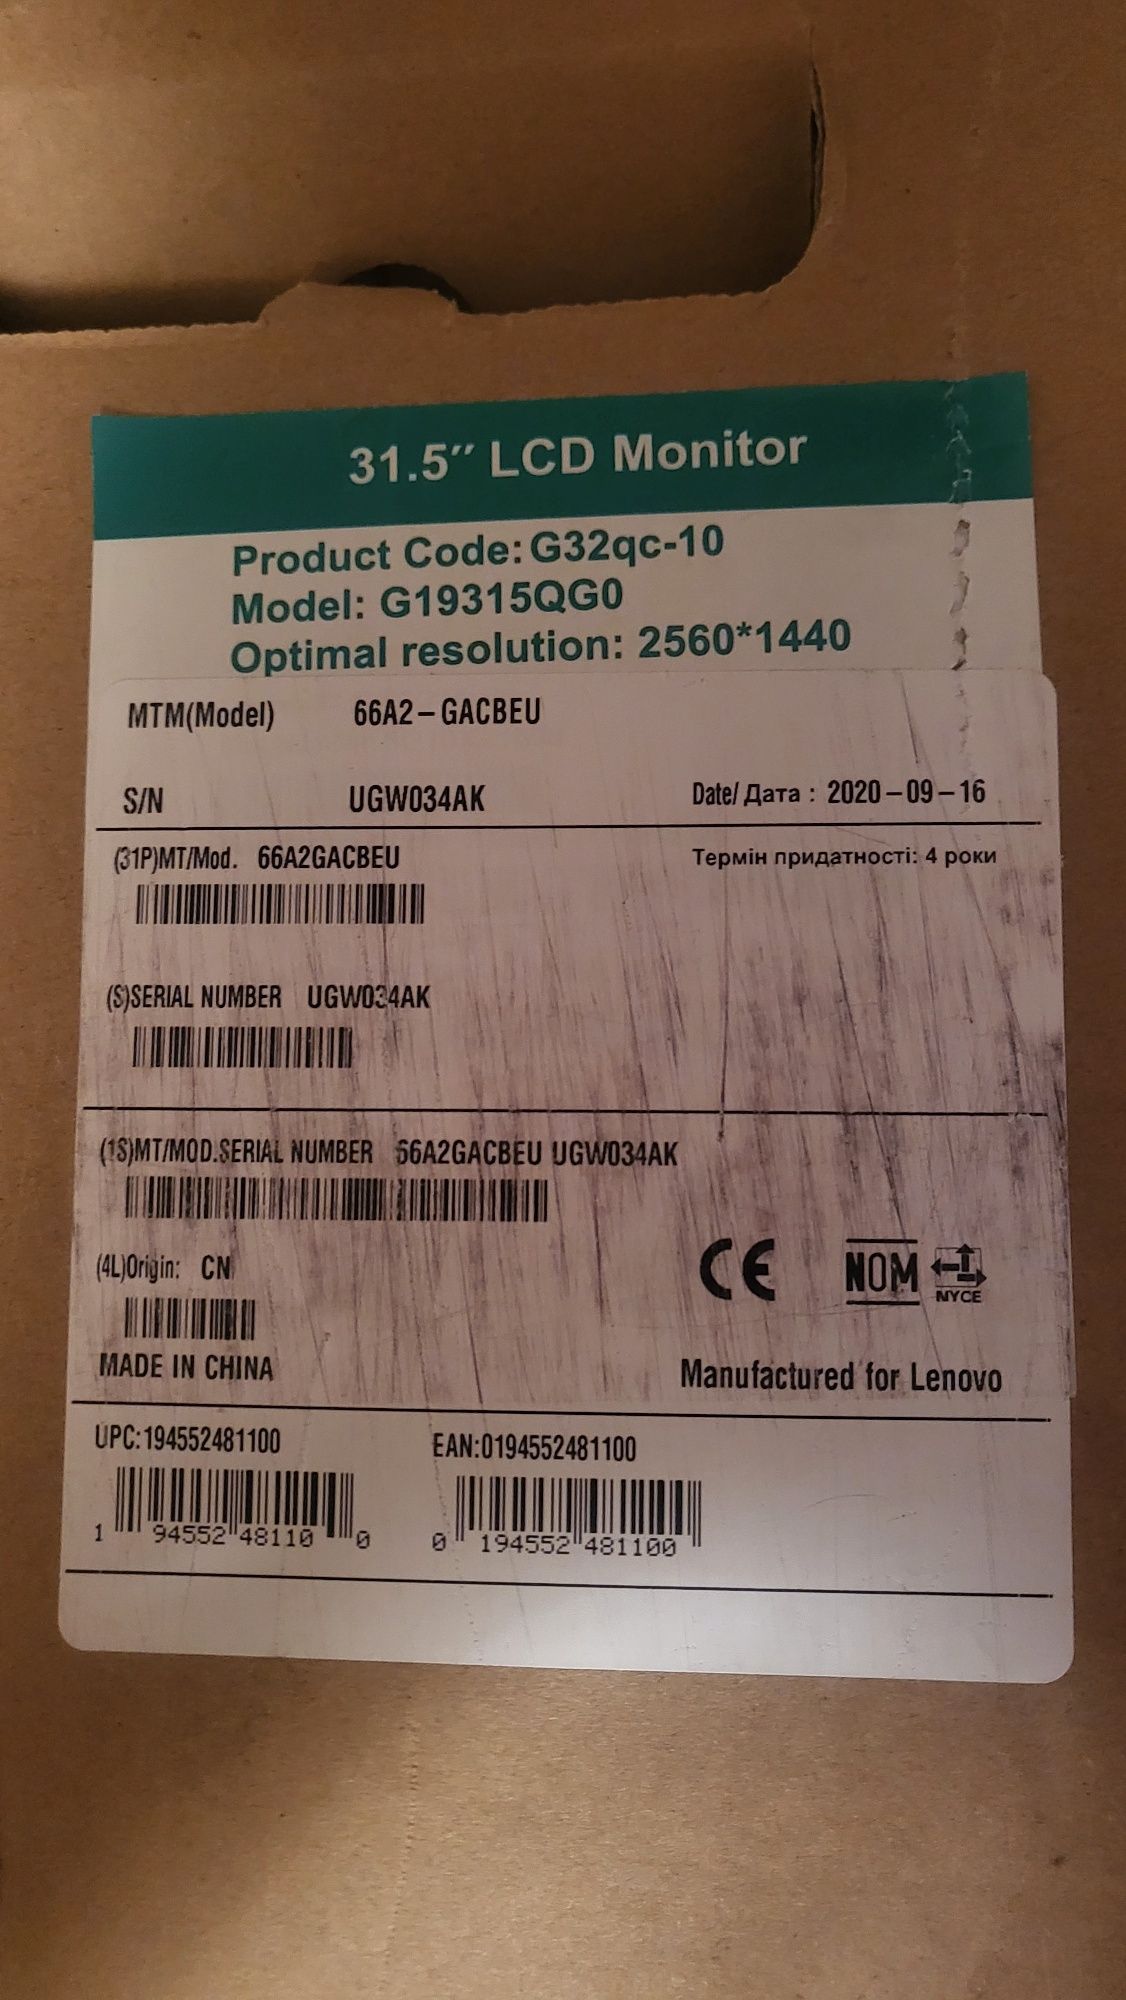 31.5″ LCD Monitor
Product Code: G32qc-10
Model: G19315QG0
Optimal resolution: 2560*1440
MTM(Model) 66A2-GACBEU
S/N UGW034AK Date/ Дата : 2020-09-16
(31P)MT/Mod. 66A2GACBEU Термін придатності: 4 роки
(S)SERIAL NUMBER UGW034AK
(1S)MT/MOD.SERIAL NUMBER 66A2GACBEU UGW034AK
(4L)Origin: CN
CE NOM NYCE
MADE IN CHINA Manufactured for Lenovo
UPC:194552481100 EAN:0194552481100
1 94552 48110 0 0 194552 481100